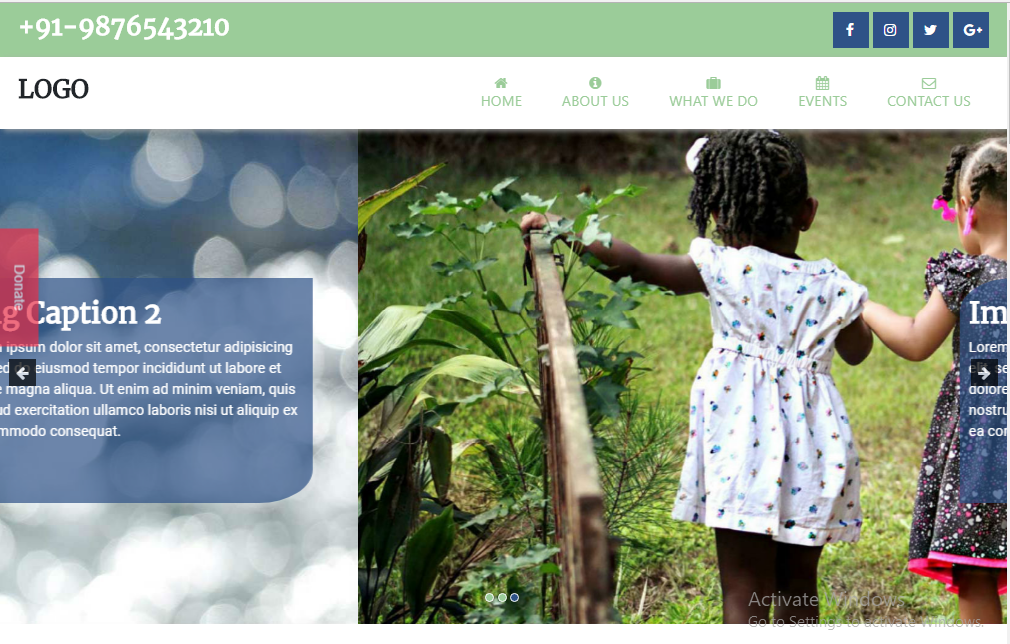 +91-9876543210
LOGO
HOME
ABOUT US
WHAT WE DO
EVENTS
CONTACT US
Donate
g Caption 2
ipsum dolor sit amet, consectetur adipisicing
eiusmod tempor incididunt ut labore et
magna aliqua. Ut enim ad minim veniam, quis
ud exercitation ullamco laboris nisi ut aliquip ex
mmodo consequat.
Im
Lorem
dolore
nostru
ea cor
Activate Windows
Go to Settings to activate Windows.